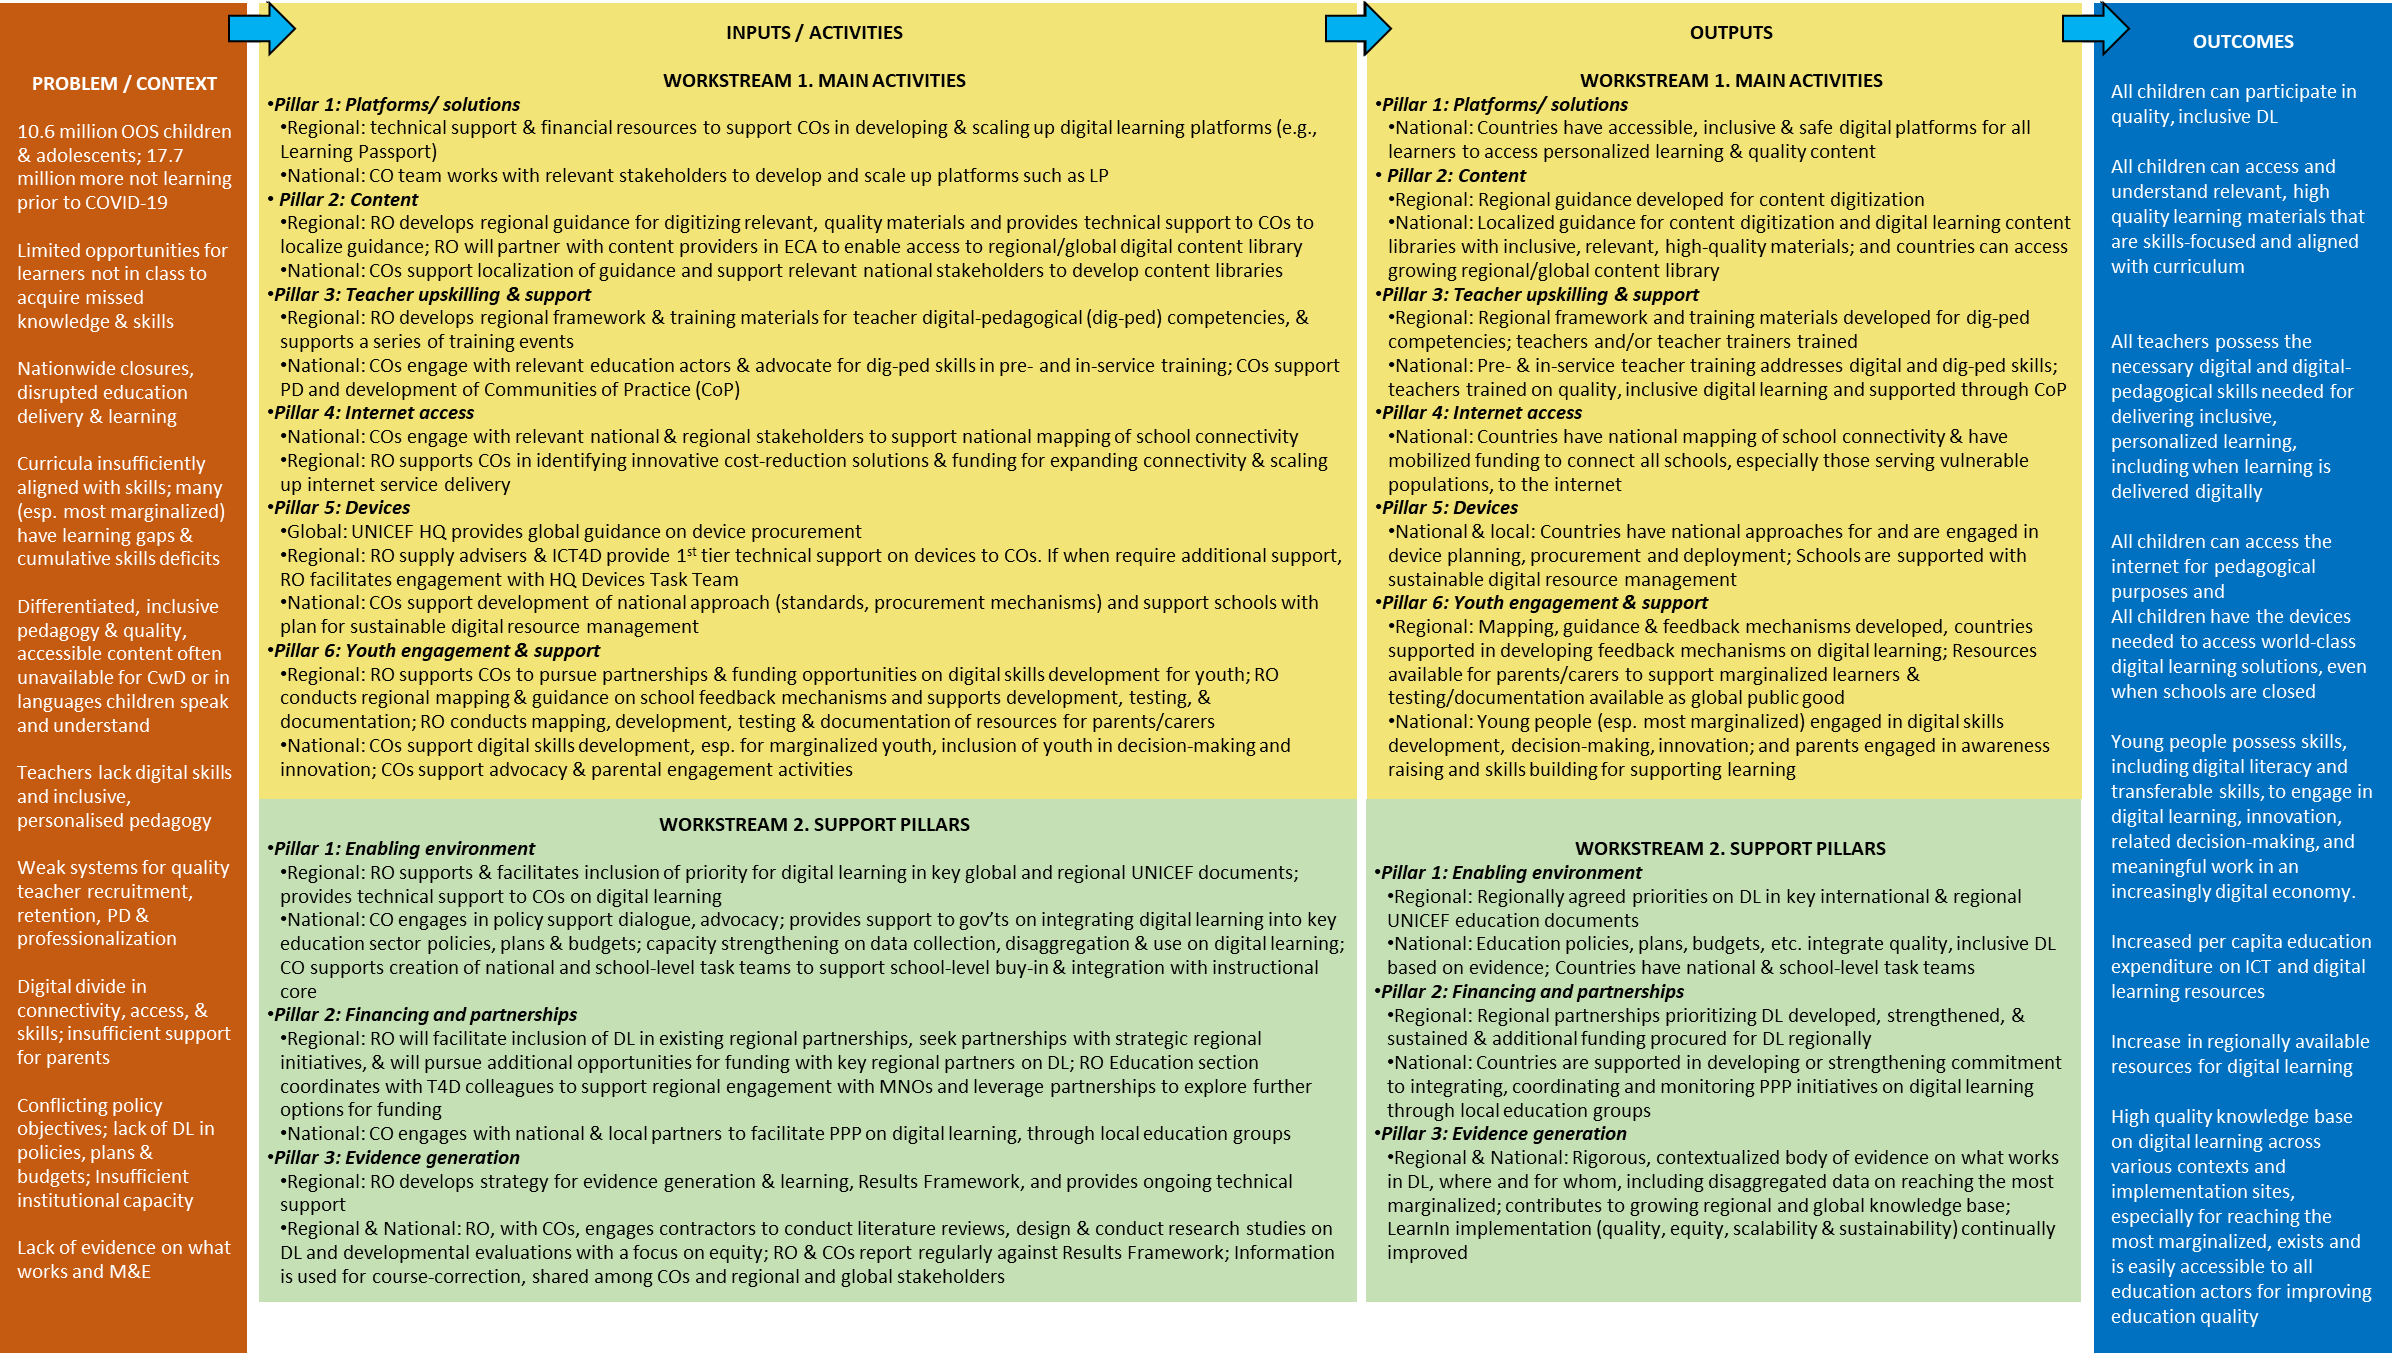 PROBLEM / CONTEXT
10.6 million OOS children
& adolescents; 17.7
million more not learning
prior to COVID-19
Limited opportunities for
learners not in class to
acquire missed
knowledge & skills
Nationwide closures,
disrupted education
delivery & learning
Curricula insufficiently
aligned with skills; many
(esp. most marginalized)
have learning gaps &
cumulative skills deficits
Differentiated, inclusive
pedagogy & quality,
accessible content often
unavailable for CwD or in
languages children speak
and understand
Teachers lack digital skills
and inclusive,
personalised pedagogy
Weak systems for quality
teacher recruitment,
retention, PD &
professionalization
Digital divide in
connectivity, access, &
skills; insufficient support
for parents
Conflicting policy
objectives; lack of DL in
policies, plans &
budgets; Insufficient
institutional capacity
Lack of evidence on what
works and M&E
INPUTS / ACTIVITIES
WORKSTREAM 1. MAIN ACTIVITIES
•Pillar 1: Platforms/ solutions
•Regional: technical support & financial resources to support COs in developing & scaling up digital learning platforms (e.g.,
Learning Passport)
•National: CO team works with relevant stakeholders to develop and scale up platforms such as LP
• Pillar 2: Content
•Regional: RO develops regional guidance for digitizing relevant, quality materials and provides technical support to COs to
localize guidance; RO will partner with content providers in ECA to enable access to regional/global digital content library
•National: COs support localization of guidance and support relevant national stakeholders to develop content libraries
•Pillar 3: Teacher upskilling & support
•Regional: RO develops regional framework & training materials for teacher digital-pedagogical (dig-ped) competencies, &
supports a series of training events
•National: COs engage with relevant education actors & advocate for dig-ped skills in pre- and in-service training; COs support
PD and development of Communities of Practice (CoP)
•Pillar 4: Internet access
•National: COs engage with relevant national & regional stakeholders to support national mapping of school connectivity
•Regional: RO supports COs in identifying innovative cost-reduction solutions & funding for expanding connectivity & scaling
up internet service delivery
•Pillar 5: Devices
•Global: UNICEF HQ provides global guidance on device procurement
•Regional: RO supply advisers & ICT4D provide 1st tier technical support on devices to COs. If when require additional support,
RO facilitates engagement with HQ Devices Task Team
•National: COs support development of national approach (standards, procurement mechanisms) and support schools with
plan for sustainable digital resource management
•Pillar 6: Youth engagement & support
•Regional: RO supports COs to pursue partnerships & funding opportunities on digital skills development for youth; RO
conducts regional mapping & guidance on school feedback mechanisms and supports development, testing, &
documentation; RO conducts mapping, development, testing & documentation of resources for parents/carers
•National: COs support digital skills development, esp. for marginalized youth, inclusion of youth in decision-making and
innovation; COs support advocacy & parental engagement activities
WORKSTREAM 2. SUPPORT PILLARS
•Pillar 1: Enabling environment
•Regional: RO supports & facilitates inclusion of priority for digital learning in key global and regional UNICEF documents;
provides technical support to COs on digital learning
•National: CO engages in policy support dialogue, advocacy; provides support to gov’ts on integrating digital learning into key
education sector policies, plans & budgets; capacity strengthening on data collection, disaggregation & use on digital learning;
CO supports creation of national and school-level task teams to support school-level buy-in & integration with instructional
core
•Pillar 2: Financing and partnerships
•Regional: RO will facilitate inclusion of DL in existing regional partnerships, seek partnerships with strategic regional
initiatives, & will pursue additional opportunities for funding with key regional partners on DL; RO Education section
coordinates with T4D colleagues to support regional engagement with MNOs and leverage partnerships to explore further
options for funding
•National: CO engages with national & local partners to facilitate PPP on digital learning, through local education groups
•Pillar 3: Evidence generation
•Regional: RO develops strategy for evidence generation & learning, Results Framework, and provides ongoing technical
support
•Regional & National: RO, with COs, engages contractors to conduct literature reviews, design & conduct research studies on
DL and developmental evaluations with a focus on equity; RO & COs report regularly against Results Framework; Information
is used for course-correction, shared among COs and regional and global stakeholders
OUTPUTS
WORKSTREAM 1. MAIN ACTIVITIES
•Pillar 1: Platforms/ solutions
•National: Countries have accessible, inclusive & safe digital platforms for all
learners to access personalized learning & quality content
• Pillar 2: Content
•Regional: Regional guidance developed for content digitization
•National: Localized guidance for content digitization and digital learning content
libraries with inclusive, relevant, high-quality materials; and countries can access
growing regional/global content library
•Pillar 3: Teacher upskilling & support
•Regional: Regional framework and training materials developed for dig-ped
competencies; teachers and/or teacher trainers trained
•National: Pre- & in-service teacher training addresses digital and dig-ped skills;
teachers trained on quality, inclusive digital learning and supported through CoP
•Pillar 4: Internet access
•National: Countries have national mapping of school connectivity & have
mobilized funding to connect all schools, especially those serving vulnerable
populations, to the internet
•Pillar 5: Devices
•National & local: Countries have national approaches for and are engaged in
device planning, procurement and deployment; Schools are supported with
sustainable digital resource management
•Pillar 6: Youth engagement & support
•Regional: Mapping, guidance & feedback mechanisms developed, countries
supported in developing feedback mechanisms on digital learning; Resources
available for parents/carers to support marginalized learners &
testing/documentation available as global public good
•National: Young people (esp. most marginalized) engaged in digital skills
development, decision-making, innovation; and parents engaged in awareness
raising and skills building for supporting learning
WORKSTREAM 2. SUPPORT PILLARS
•Pillar 1: Enabling environment
•Regional: Regionally agreed priorities on DL in key international & regional
UNICEF education documents
•National: Education policies, plans, budgets, etc. integrate quality, inclusive DL
based on evidence; Countries have national & school-level task teams
•Pillar 2: Financing and partnerships
•Regional: Regional partnerships prioritizing DL developed, strengthened, &
sustained & additional funding procured for DL regionally
•National: Countries are supported in developing or strengthening commitment
to integrating, coordinating and monitoring PPP initiatives on digital learning
through local education groups
•Pillar 3: Evidence generation
•Regional & National: Rigorous, contextualized body of evidence on what works
in DL, where and for whom, including disaggregated data on reaching the most
marginalized; contributes to growing regional and global knowledge base;
LearnIn implementation (quality, equity, scalability & sustainability) continually
improved
OUTCOMES
All children can participate in
quality, inclusive DL
All children can access and
understand relevant, high
quality learning materials that
are skills-focused and aligned
with curriculum
All teachers possess the
necessary digital and digital-
pedagogical skills needed for
delivering inclusive,
personalized learning,
including when learning is
delivered digitally
All children can access the
internet for pedagogical
purposes and
All children have the devices
needed to access world-class
digital learning solutions, even
when schools are closed
Young people possess skills,
including digital literacy and
transferable skills, to engage in
digital learning, innovation,
related decision-making, and
meaningful work in an
increasingly digital economy.
Increased per capita education
expenditure on ICT and digital
learning resources
Increase in regionally available
resources for digital learning
High quality knowledge base
on digital learning across
various contexts and
implementation sites,
especially for reaching the
most marginalized, exists and
is easily accessible to all
education actors for improving
education quality